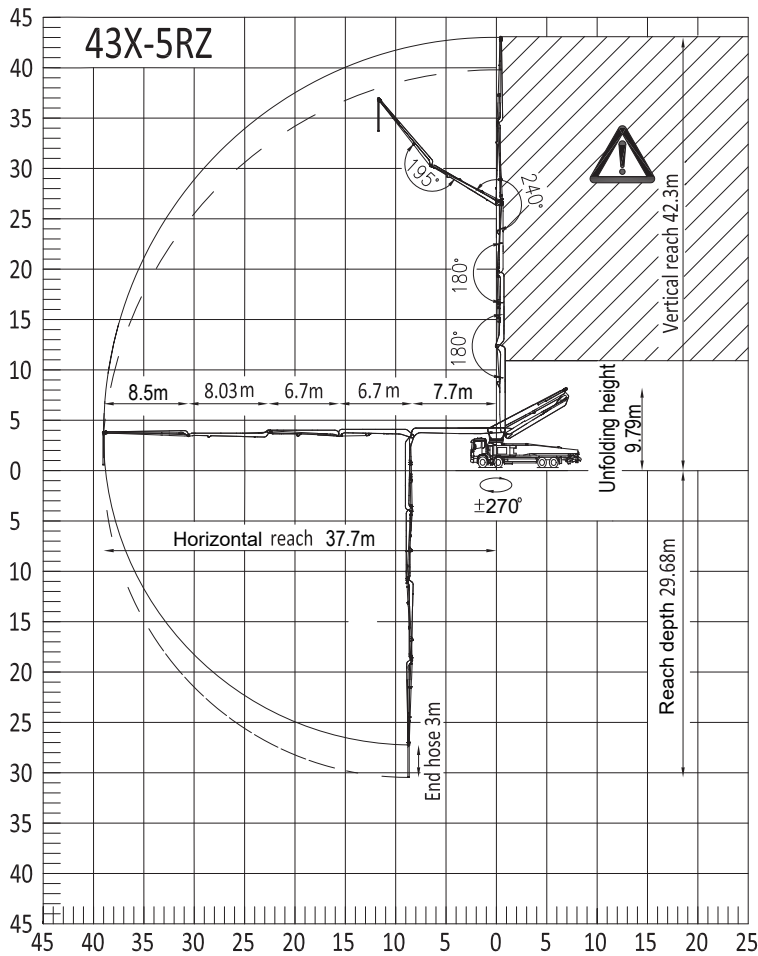 43X-5RZ
45
40
35
30
25
20
15
10
5
0
5
10
15
20
25
30
35
40
45
195°
240°
180°
180°
Vertical reach 42.3m
8.5m
8.03m
6.7m
6.7m
7.7m
Unfolding height
9.79m
±270°
Horizontal reach 37.7m
Reach depth 29.68m
End hose 3m
45 40 35 30 25 20 15 10 5 0 5 10 15 20 25